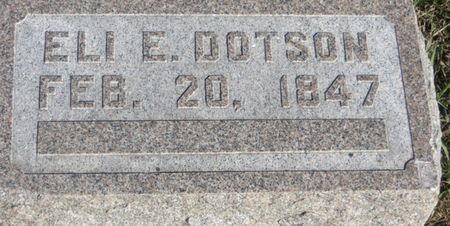 ELI E. DOTSON
FEB. 20, 1847